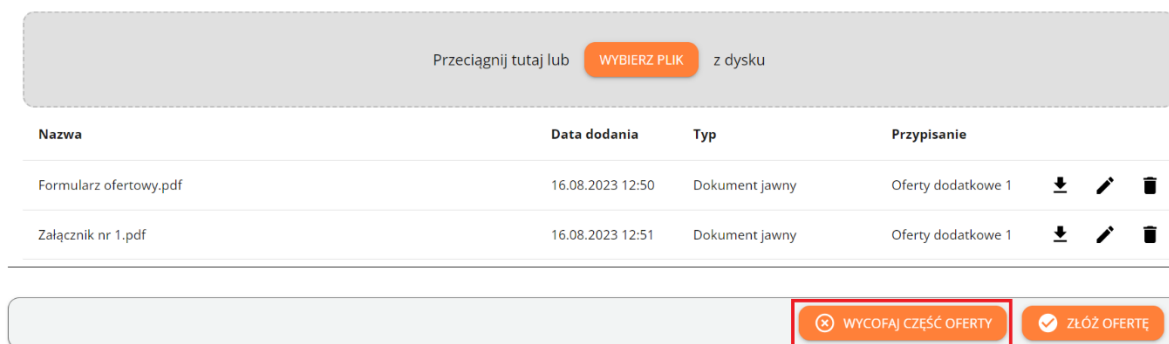 Przeciągnij tutaj lub WYBIERZ PLIK z dysku
Nazwa Data dodania Typ Przypisanie
Formularz ofertowy.pdf 16.08.2023 12:50 Dokument jawny Oferty dodatkowe 1
Załącznik nr 1.pdf 16.08.2023 12:51 Dokument jawny Oferty dodatkowe 1
WYCOFAJ CZĘŚĆ OFERTY ZŁÓŻ OFERTĘ